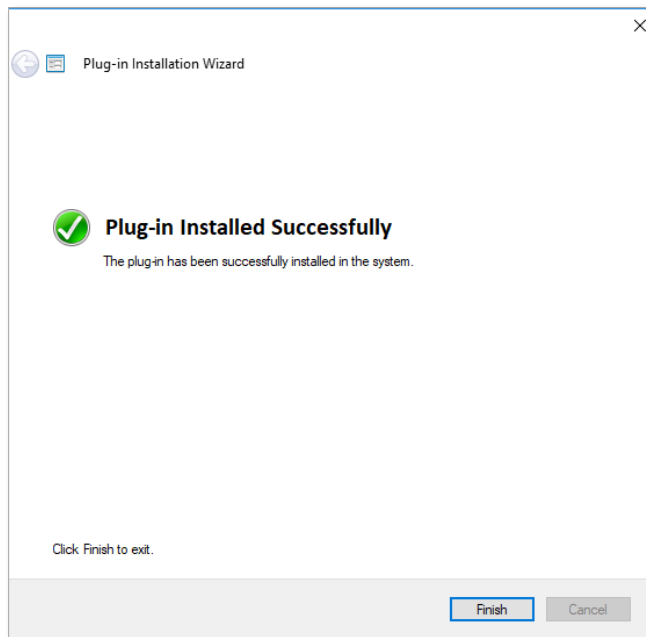 Plug-in Installation Wizard
Plug-in Installed Successfully
The plug-in has been successfully installed in the system.
Click Finish to exit.
Finish Cancel